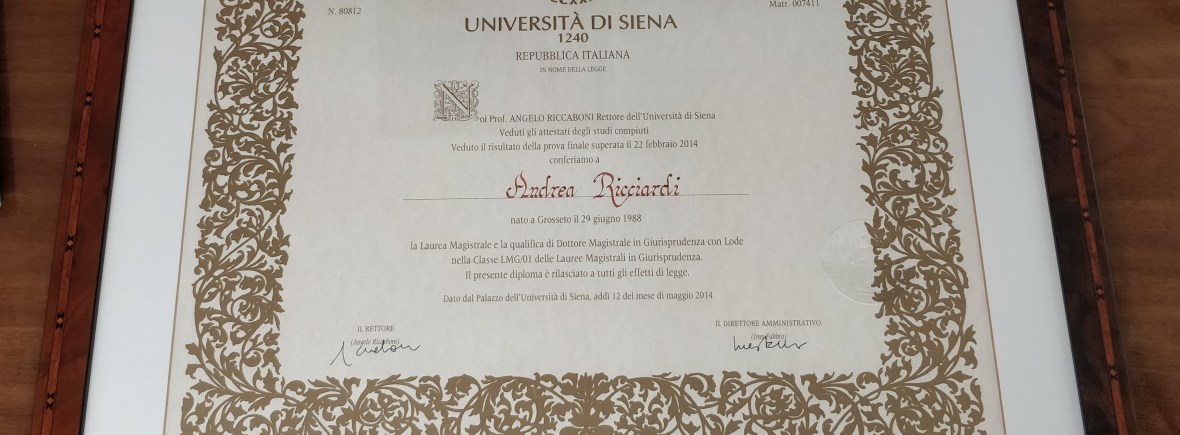 N. 80812
Matr. 007411
UNIVERSITÀ DI SIENA
1240
REPUBBLICA ITALIANA
IN NOME DELLA LEGGE
Noi Prof. ANGELO RICCABONI Rettore dell'Università di Siena
Veduti gli attestati degli studi compiuti
Veduto il risultato della prova finale superata il 22 febbraio 2014
conferiamo a
Andrea Ricciardi
nato a Grosseto il 29 giugno 1988
la Laurea Magistrale e la qualifica di Dottore Magistrale in Giurisprudenza con Lode
nella Classe LMG/01 delle Lauree Magistrali in Giurisprudenza.
Il presente diploma è rilasciato a tutti gli effetti di legge.
Dato dal Palazzo dell'Università di Siena, addì 12 del mese di maggio 2014
IL RETTORE
(Angelo Riccaboni)
IL DIRETTORE AMMINISTRATIVO
(Ines Fabbro)